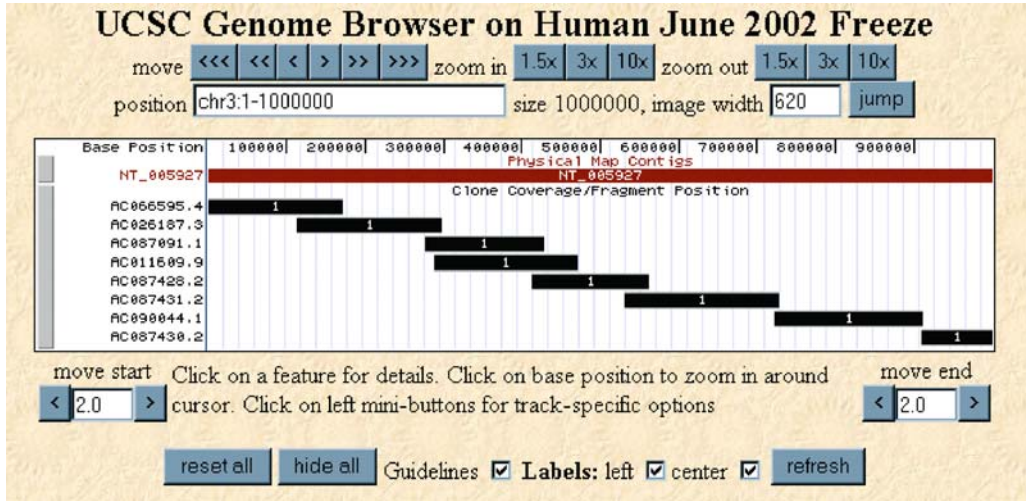 UCSC Genome Browser on Human June 2002 Freeze
move <<< << < > >> >>> zoom in 1.5x 3x 10x zoom out 1.5x 3x 10x
position chr3:1-1000000 size 1000000, image width 620 jump
Base Position 100000| 200000| 300000| 400000| 500000| 600000| 700000| 800000| 900000|
Physical Map Contigs
NT_005927 NT_005927
Clone Coverage/Fragment Position
AC066595.4 1
AC026187.3 1
AC087091.1 1
AC011609.9 1
AC087428.2 1
AC087431.2 1
AC090044.1 1
AC087430.2 1
move start Click on a feature for details. Click on base position to zoom in around move end
< 2.0 > cursor. Click on left mini-buttons for track-specific options < 2.0 >
reset all hide all Guidelines Labels: left center refresh